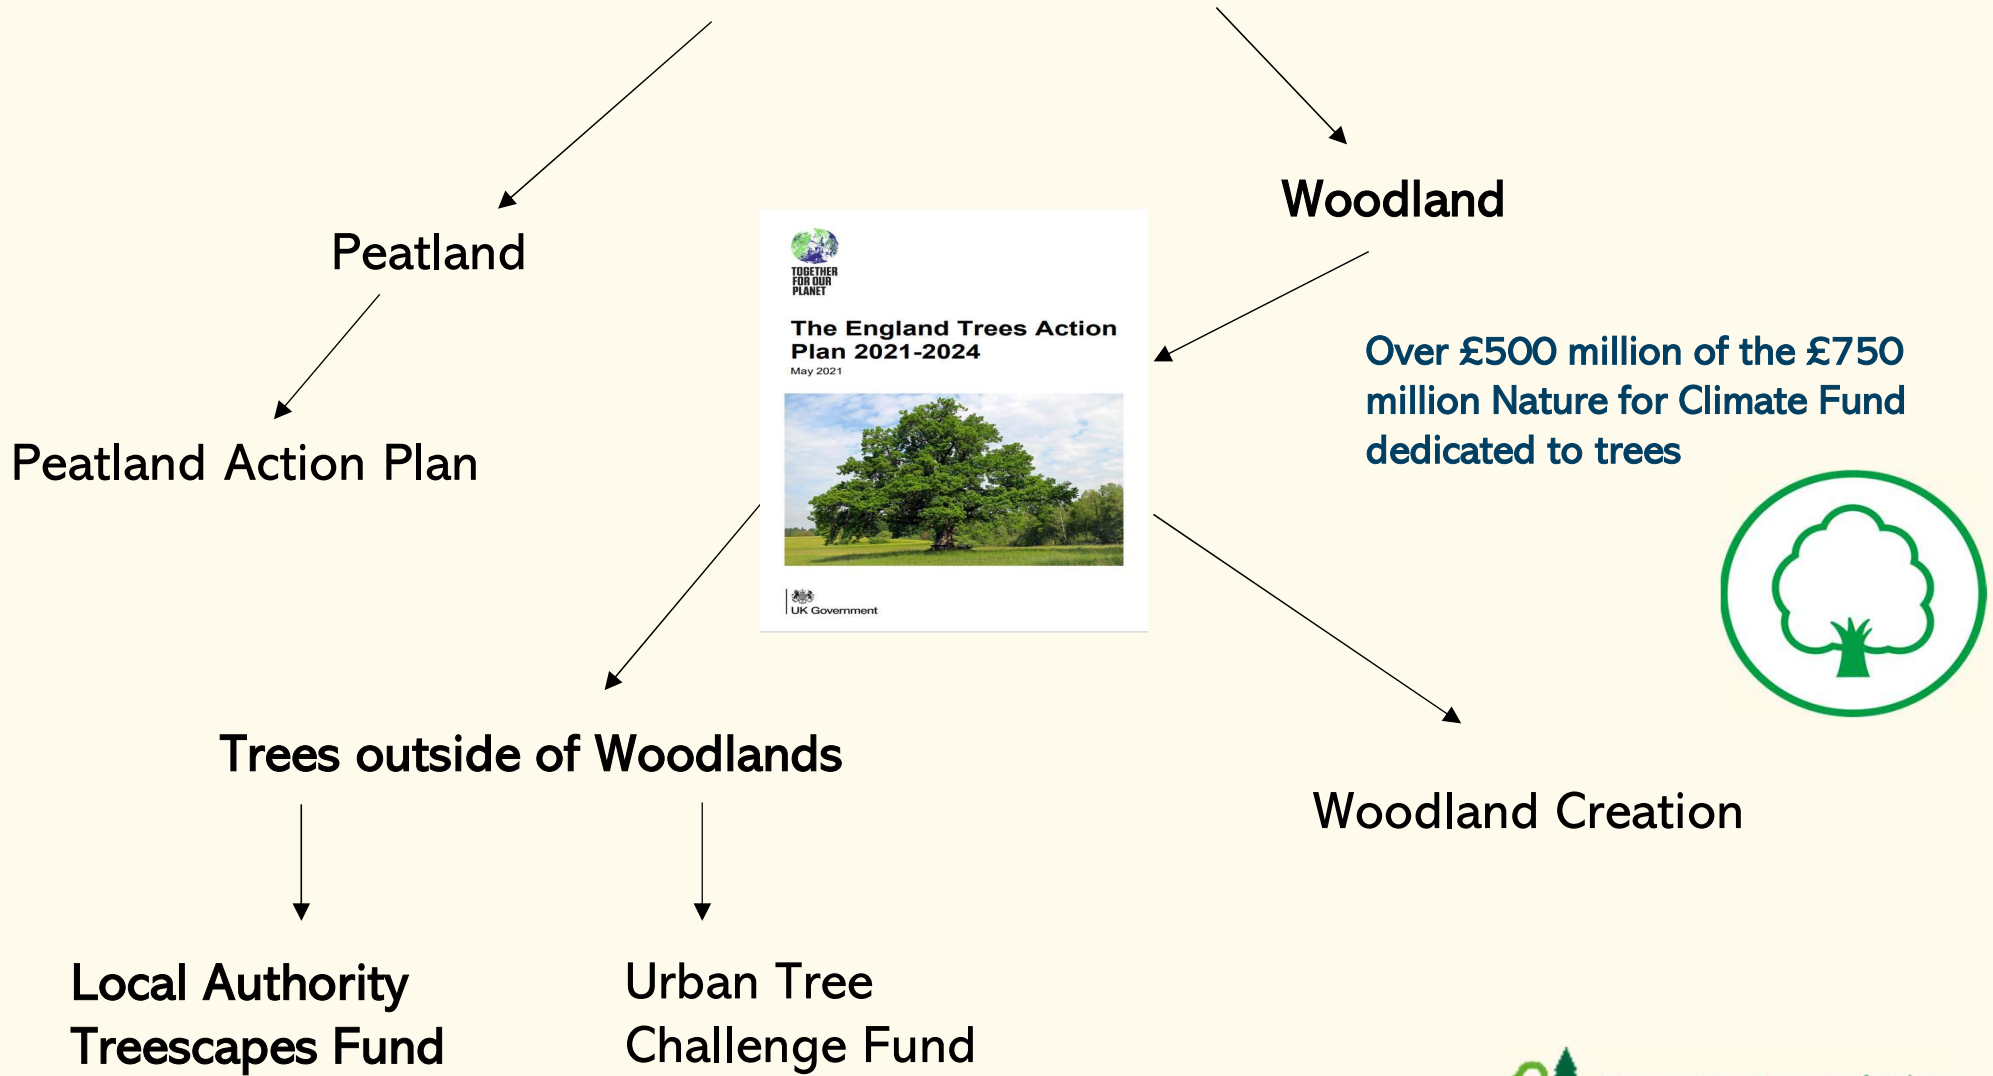 Woodland
Peatland
TOGETHER
FOR OUR
PLANET
The England Trees Action
Plan 2021-2024
May 2021
UK Government
Over £500 million of the £750
million Nature for Climate Fund
dedicated to trees
Peatland Action Plan
Trees outside of Woodlands
Woodland Creation
Local Authority
Treescapes Fund
Urban Tree
Challenge Fund